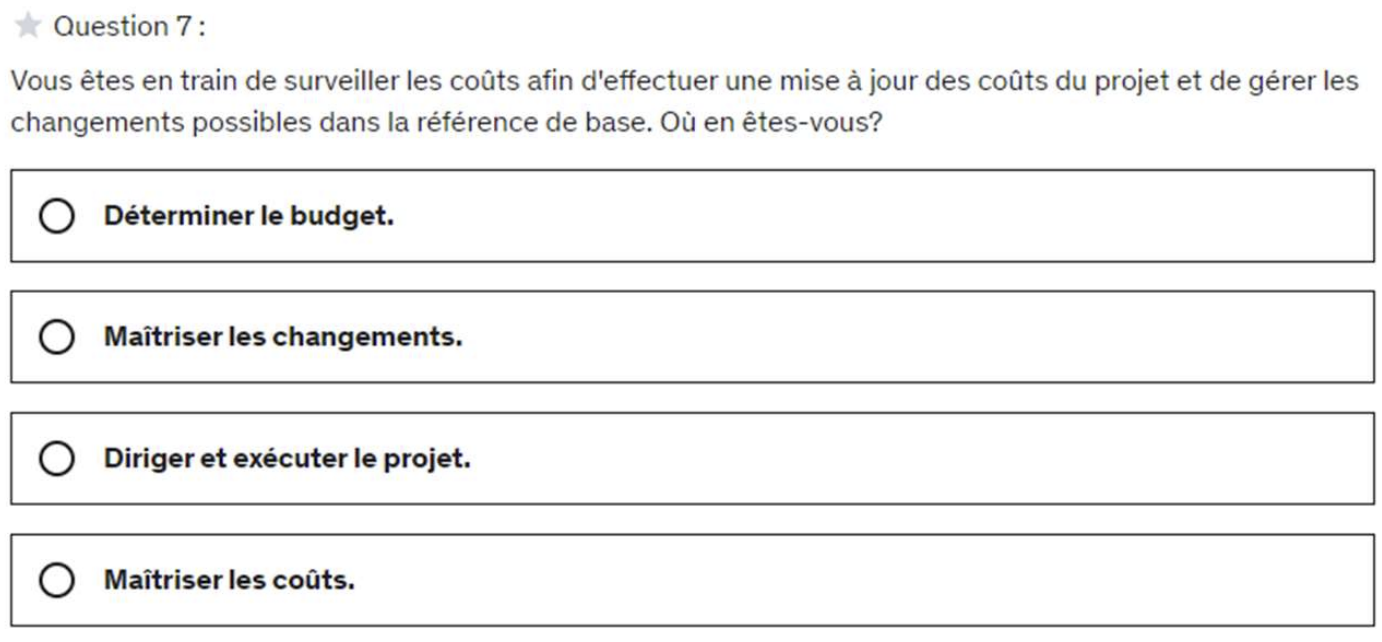 Question 7 :
Vous êtes en train de surveiller les coûts afin d'effectuer une mise à jour des coûts du projet et de gérer les
changements possibles dans la référence de base. Où en êtes-vous?
Déterminer le budget.
Maîtriser les changements.
Diriger et exécuter le projet.
Maîtriser les coûts.